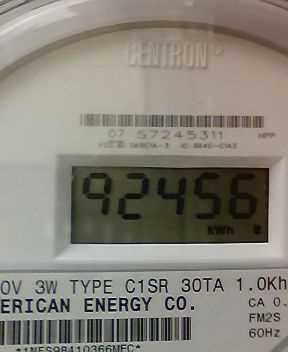 CENTRON®
07 57245311 HPP
92456
kWh R
0V 3W TYPE C1SR 30TA 1.0Kh
ERICAN ENERGY CO. CA 0.
FM2S
60Hz